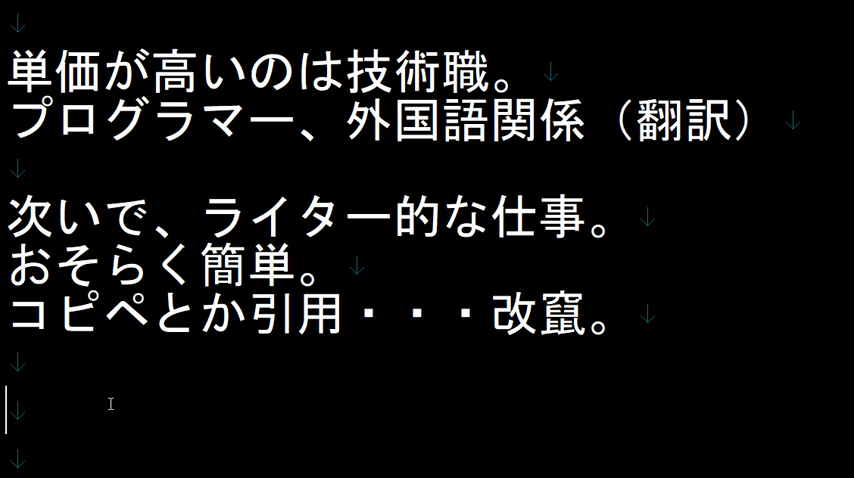 単価が高いのは技術職。
プログラマー、外国語関係（翻訳）
次いで、ライター的な仕事。
おそらく簡単。
コピペとか引用・・・改竄。